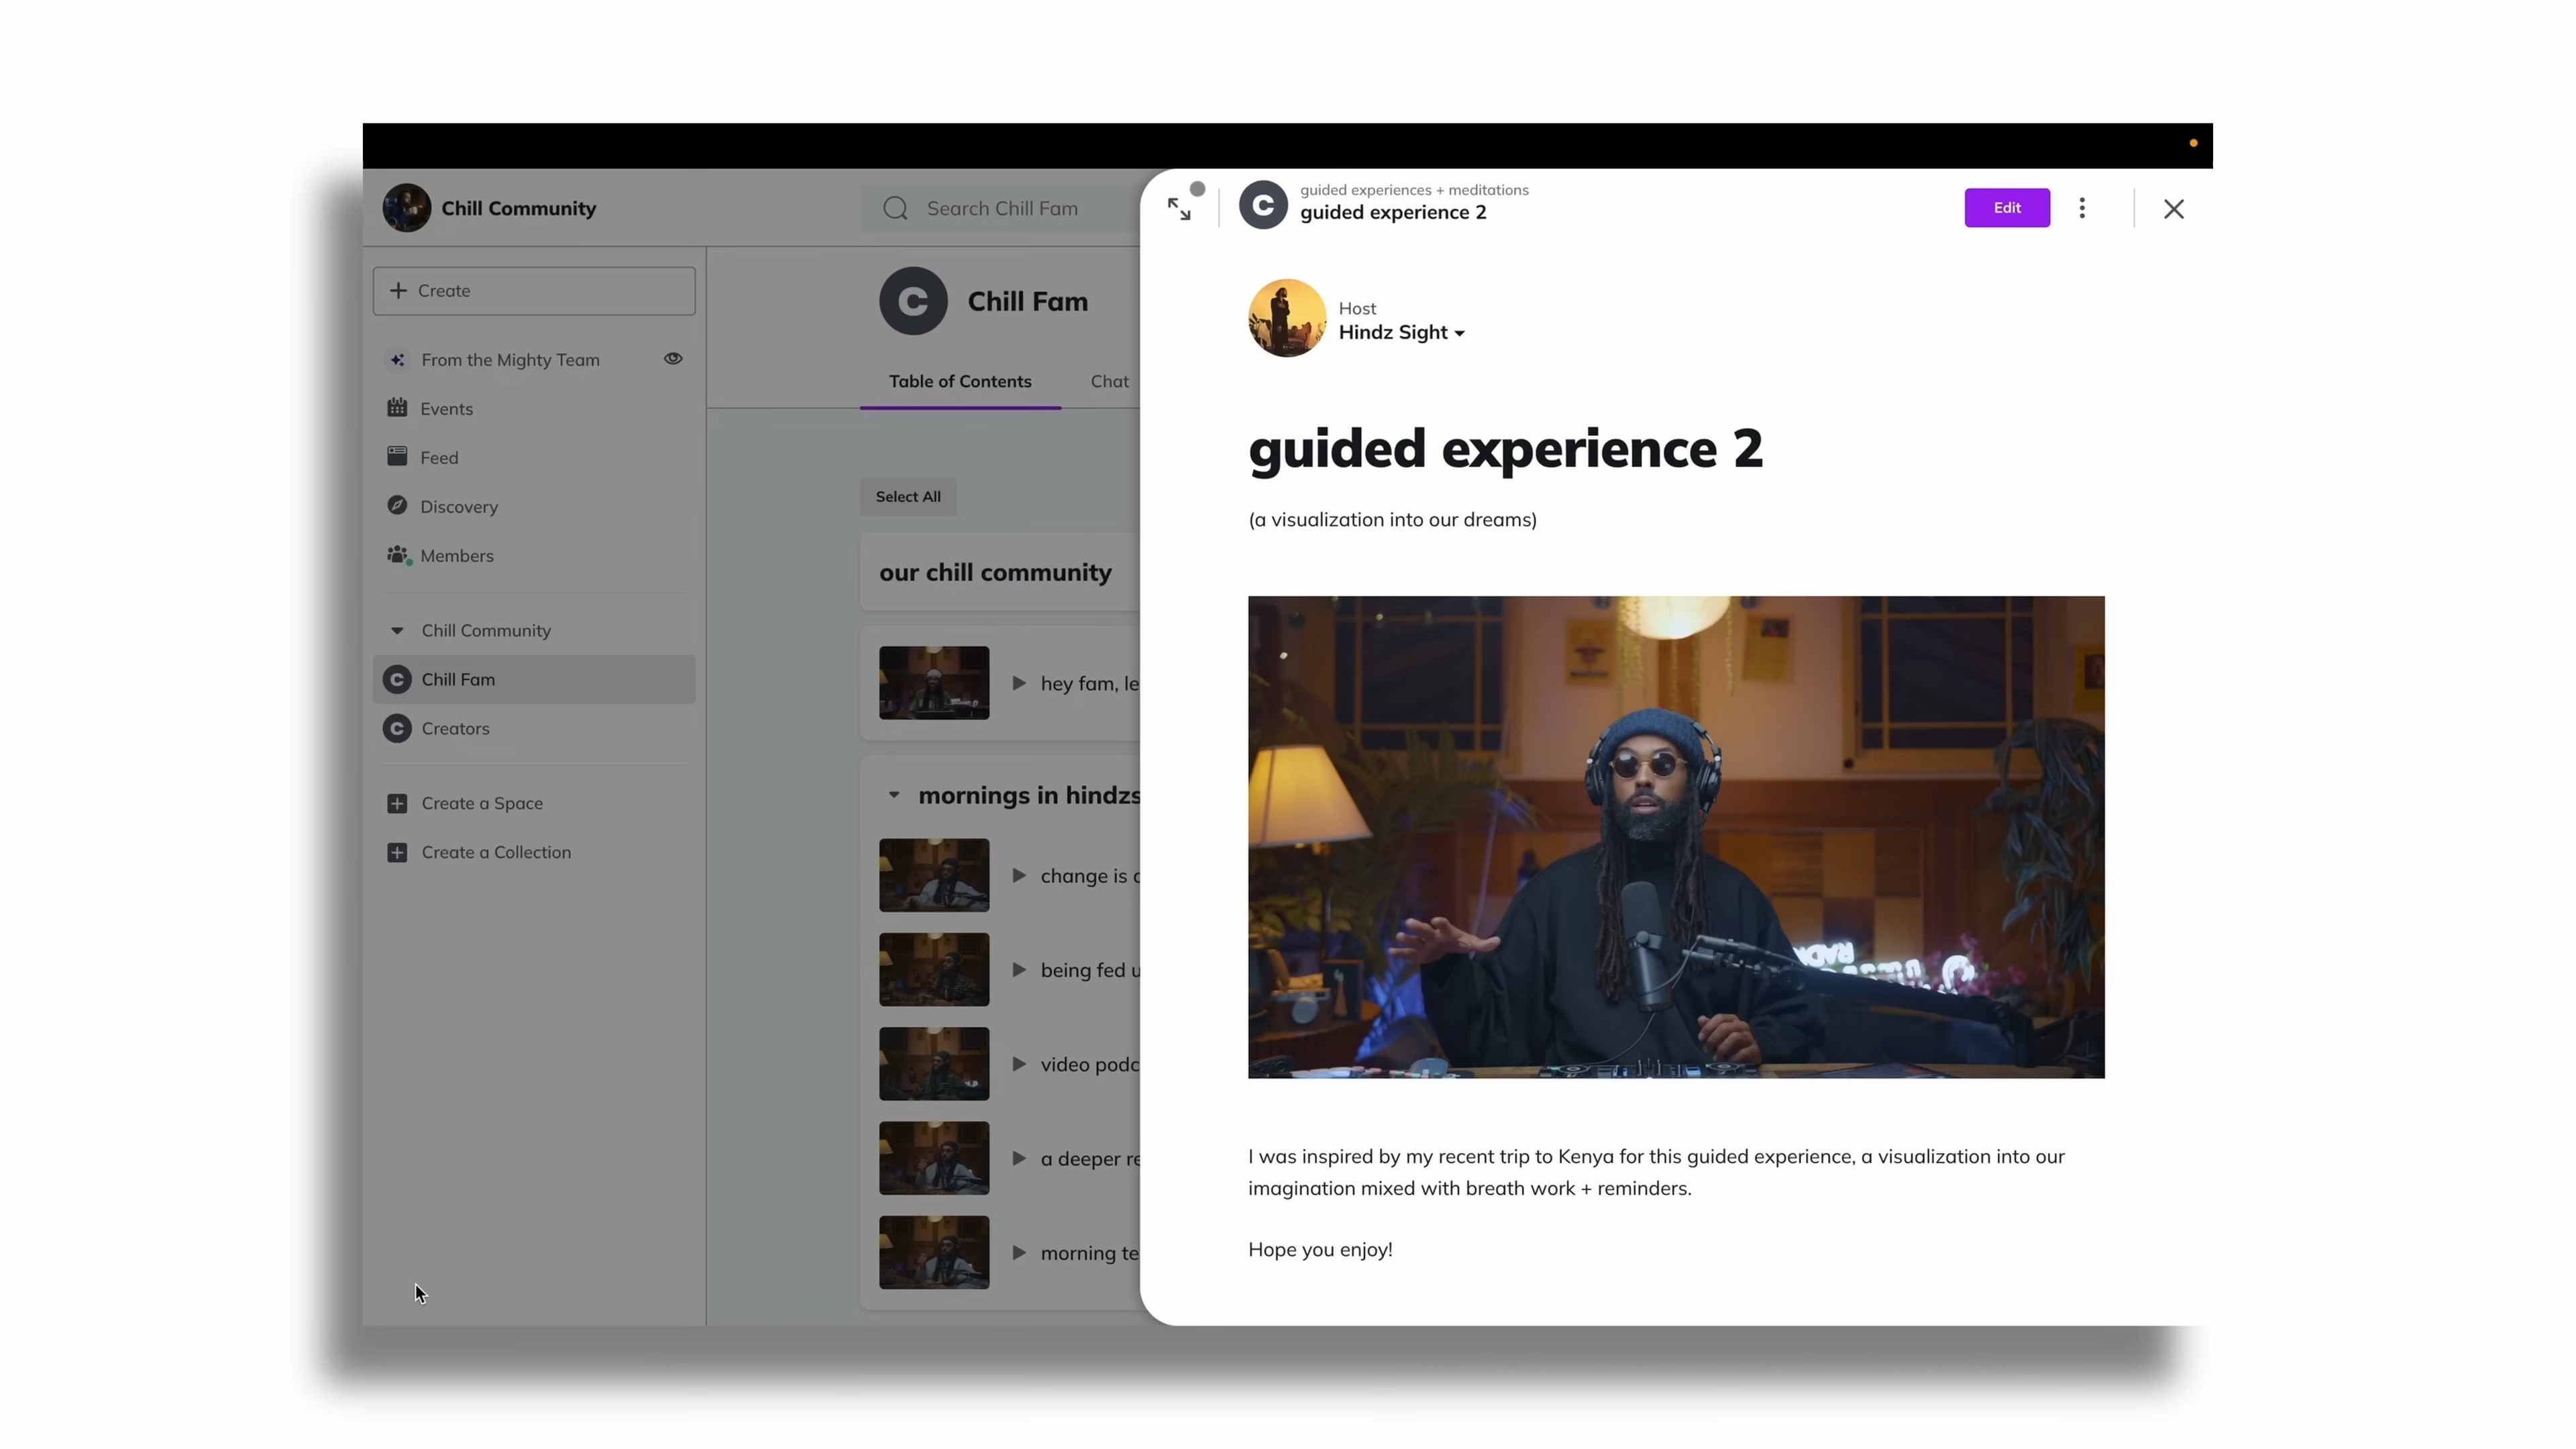 Chill Community
Search Chill Fam
Create
From the Mighty Team
Events
Feed
Discovery
Members
Chill Community
C
Chill Fam
C
Creators
Create a Space
Create a Collection
C
Chill Fam
Table of Contents
Chat
Select All
our chill community
hey fam, le
mornings in hindzs
change is
being fed u
video podc
a deeper re
morning te
C
guided experiences + meditations
guided experience 2
Edit
Host
Hindz Sight
guided experience 2
(a visualization into our dreams)
I was inspired by my recent trip to Kenya for this guided experience, a visualization into our
imagination mixed with breath work + reminders.
Hope you enjoy!